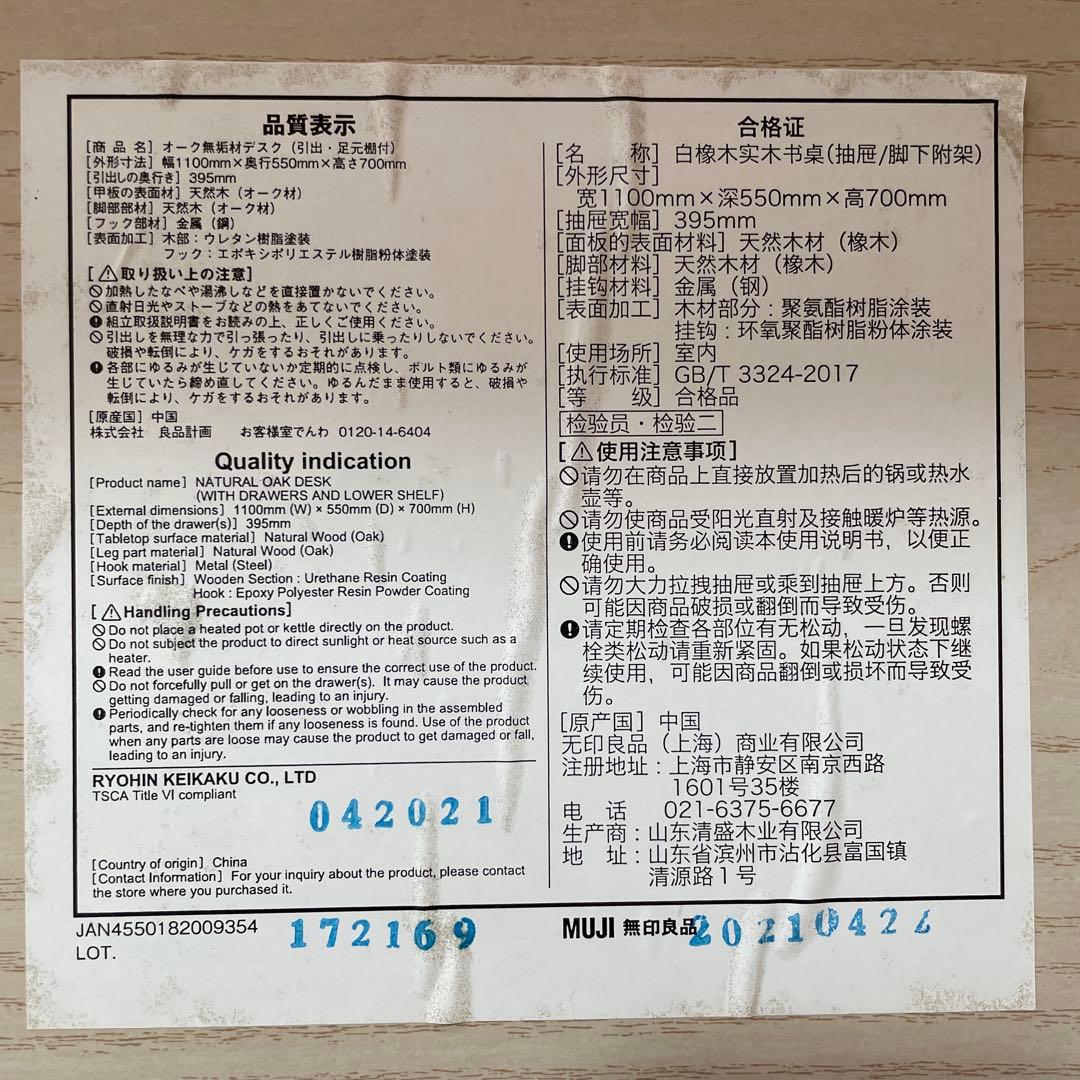 品質表示
[商 品 名] オーク無垢材デスク（引出・足元棚付）
[外形寸法] 幅1100mm×奥行550mm×高さ700mm
[引出しの奥行き] 395mm
[甲板の表面材] 天然木（オーク材）
[脚部部材] 天然木（オーク材）
[フック部材] 金属（鋼）
[表面加工] 木部：ウレタン樹脂塗装
フック：エポキシポリエステル樹脂粉体塗装
[⚠取り扱い上の注意]
加熱したなべや湯沸しなどを直接置かないでください。
直射日光やストーブなどの熱をあてないでください。
組立取扱説明書をお読みの上、正しくご使用ください。
引出しを無理な力で引っ張ったり、引出しに乗ったりしないでください。
破損や転倒により、ケガをするおそれがあります。
各部にゆるみが生じていないか定期的に点検し、ボルト類にゆるみが
生じていたら締め直してください。ゆるんだまま使用すると、破損や
転倒により、ケガをするおそれがあります。
[原産国] 中国
株式会社 良品計画 お客様室でんわ 0120-14-6404
Quality indication
[Product name] NATURAL OAK DESK
(WITH DRAWERS AND LOWER SHELF)
[External dimensions] 1100mm (W) × 550mm (D) × 700mm (H)
[Depth of the drawer(s)] 395mm
[Tabletop surface material] Natural Wood (Oak)
[Leg part material] Natural Wood (Oak)
[Hook material] Metal (Steel)
[Surface finish] Wooden Section : Urethane Resin Coating
Hook : Epoxy Polyester Resin Powder Coating
[⚠Handling Precautions]
Do not place a heated pot or kettle directly on the product.
Do not subject the product to direct sunlight or heat source such as a
heater.
Read the user guide before use to ensure the correct use of the product.
Do not forcefully pull or get on the drawer(s). It may cause the product
getting damaged or falling, leading to an injury.
Periodically check for any looseness or wobbling in the assembled
parts, and re-tighten them if any looseness is found. Use of the product
when any parts are loose may cause the product to get damaged or fall,
leading to an injury.
RYOHIN KEIKAKU CO., LTD
TSCA Title VI compliant
042021
[Country of origin] China
[Contact Information] For your inquiry about the product, please contact
the store where you purchased it.
合格证
[名 称] 白橡木实木书桌(抽屉/脚下附架)
[外形尺寸]
宽1100mm×深550mm×高700mm
[抽屉宽幅] 395mm
[面板的表面材料] 天然木材（橡木）
[脚部材料] 天然木材（橡木）
[挂钩材料] 金属（钢）
[表面加工] 木材部分：聚氨酯树脂涂装
挂钩：环氧聚酯树脂粉体涂装
[使用场所] 室内
[执行标准] GB/T 3324-2017
[等 级] 合格品
检验员・检验二
[⚠使用注意事项]
请勿在商品上直接放置加热后的锅或热水
壶等。
请勿使商品受阳光直射及接触暖炉等热源。
使用前请务必阅读本使用说明书，以便正
确使用。
请勿大力拉拽抽屉或乘到抽屉上方。否则
可能因商品破损或翻倒而导致受伤。
请定期检查各部位有无松动，一旦发现螺
栓类松动请重新紧固。如果松动状态下继
续使用，可能因商品翻倒或损坏而导致受
伤。
[原产国] 中国
无印良品（上海）商业有限公司
注册地址：上海市静安区南京西路
1601号35楼
电 话 021-6375-6677
生产商：山东清盛木业有限公司
地 址：山东省滨州市沾化县富国镇
清源路1号
JAN4550182009354
LOT.
172169
MUJI 無印良品
20210422